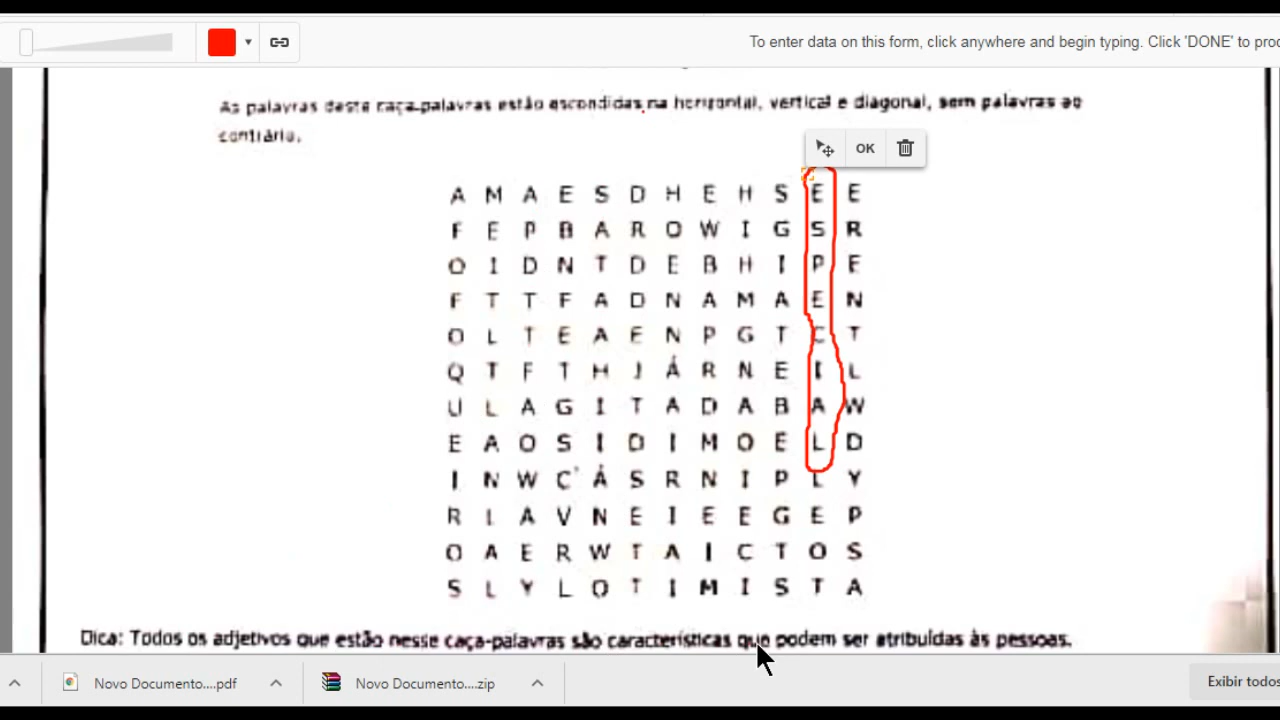 To enter data on this form, click anywhere and begin typing. Click 'DONE' to proc
As palavras deste caça-palavras estão escondidas na horizontal, vertical e diagonal, sem palavras ao
contrário.
OK
A M A E S D H E H S E E
F E P B A R O W I G S R
O I D N T D E B H I P E
F T T F A D N A M A E N
O L T E A E N P G T C T
Q T F T H J Á R N E I L
U L A G I T A D A B A W
E A O S I D I M O E L D
I N W C Á S R N I P L Y
R I A V N E I E E G E P
O A E R W T A I C T O S
S L Y L O T I M I S T A
Dica: Todos os adjetivos que estão nesse caça-palavras são características que podem ser atribuídas às pessoas.
Novo Documento....pdf
Novo Documento....zip
Exibir todos